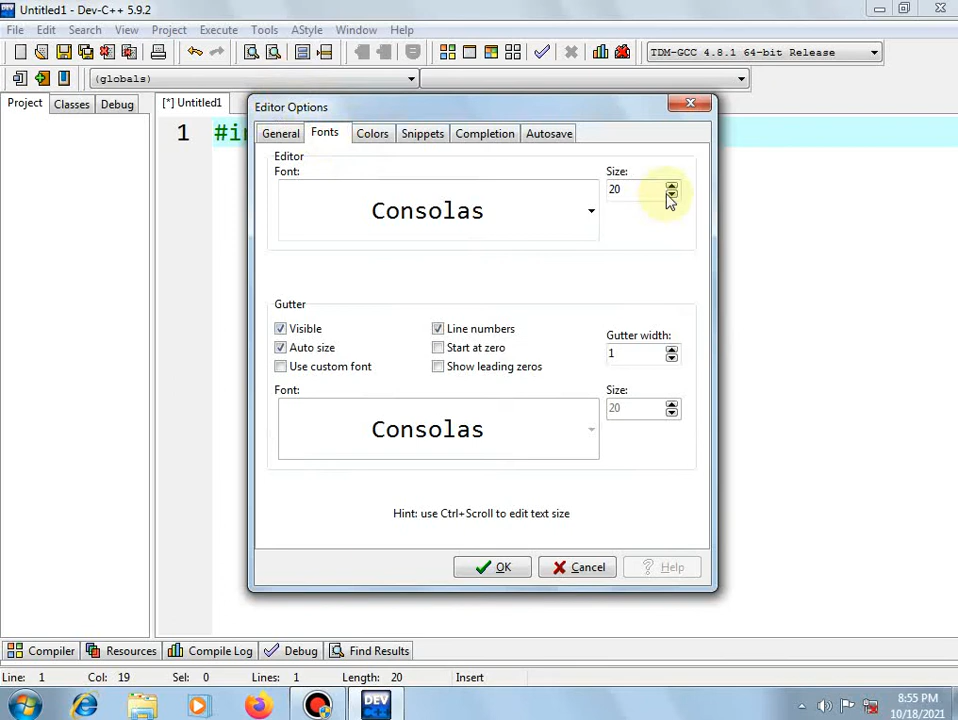 Untitled1 - Dev-C++ 5.9.2
File Edit Search View Project Execute Tools AStyle Window Help
TDM-GCC 4.8.1 64-bit Release
(globals)
Project Classes Debug [*] Untitled1
Editor Options
General Fonts Colors Snippets Completion Autosave
1
Editor
Font: Size:
Consolas 20
Gutter
Visible Line numbers
Gutter width:
Auto size Start at zero 1
Use custom font Show leading zeros
Font: Size:
Consolas 20
Hint: use Ctrl+Scroll to edit text size
OK Cancel ? Help
Compiler Resources Compile Log Debug Find Results
Line: 1 Col: 19 Sel: 0 Lines: 1 Length: 20 Insert
DEV C++
8:55 PM
10/18/2021